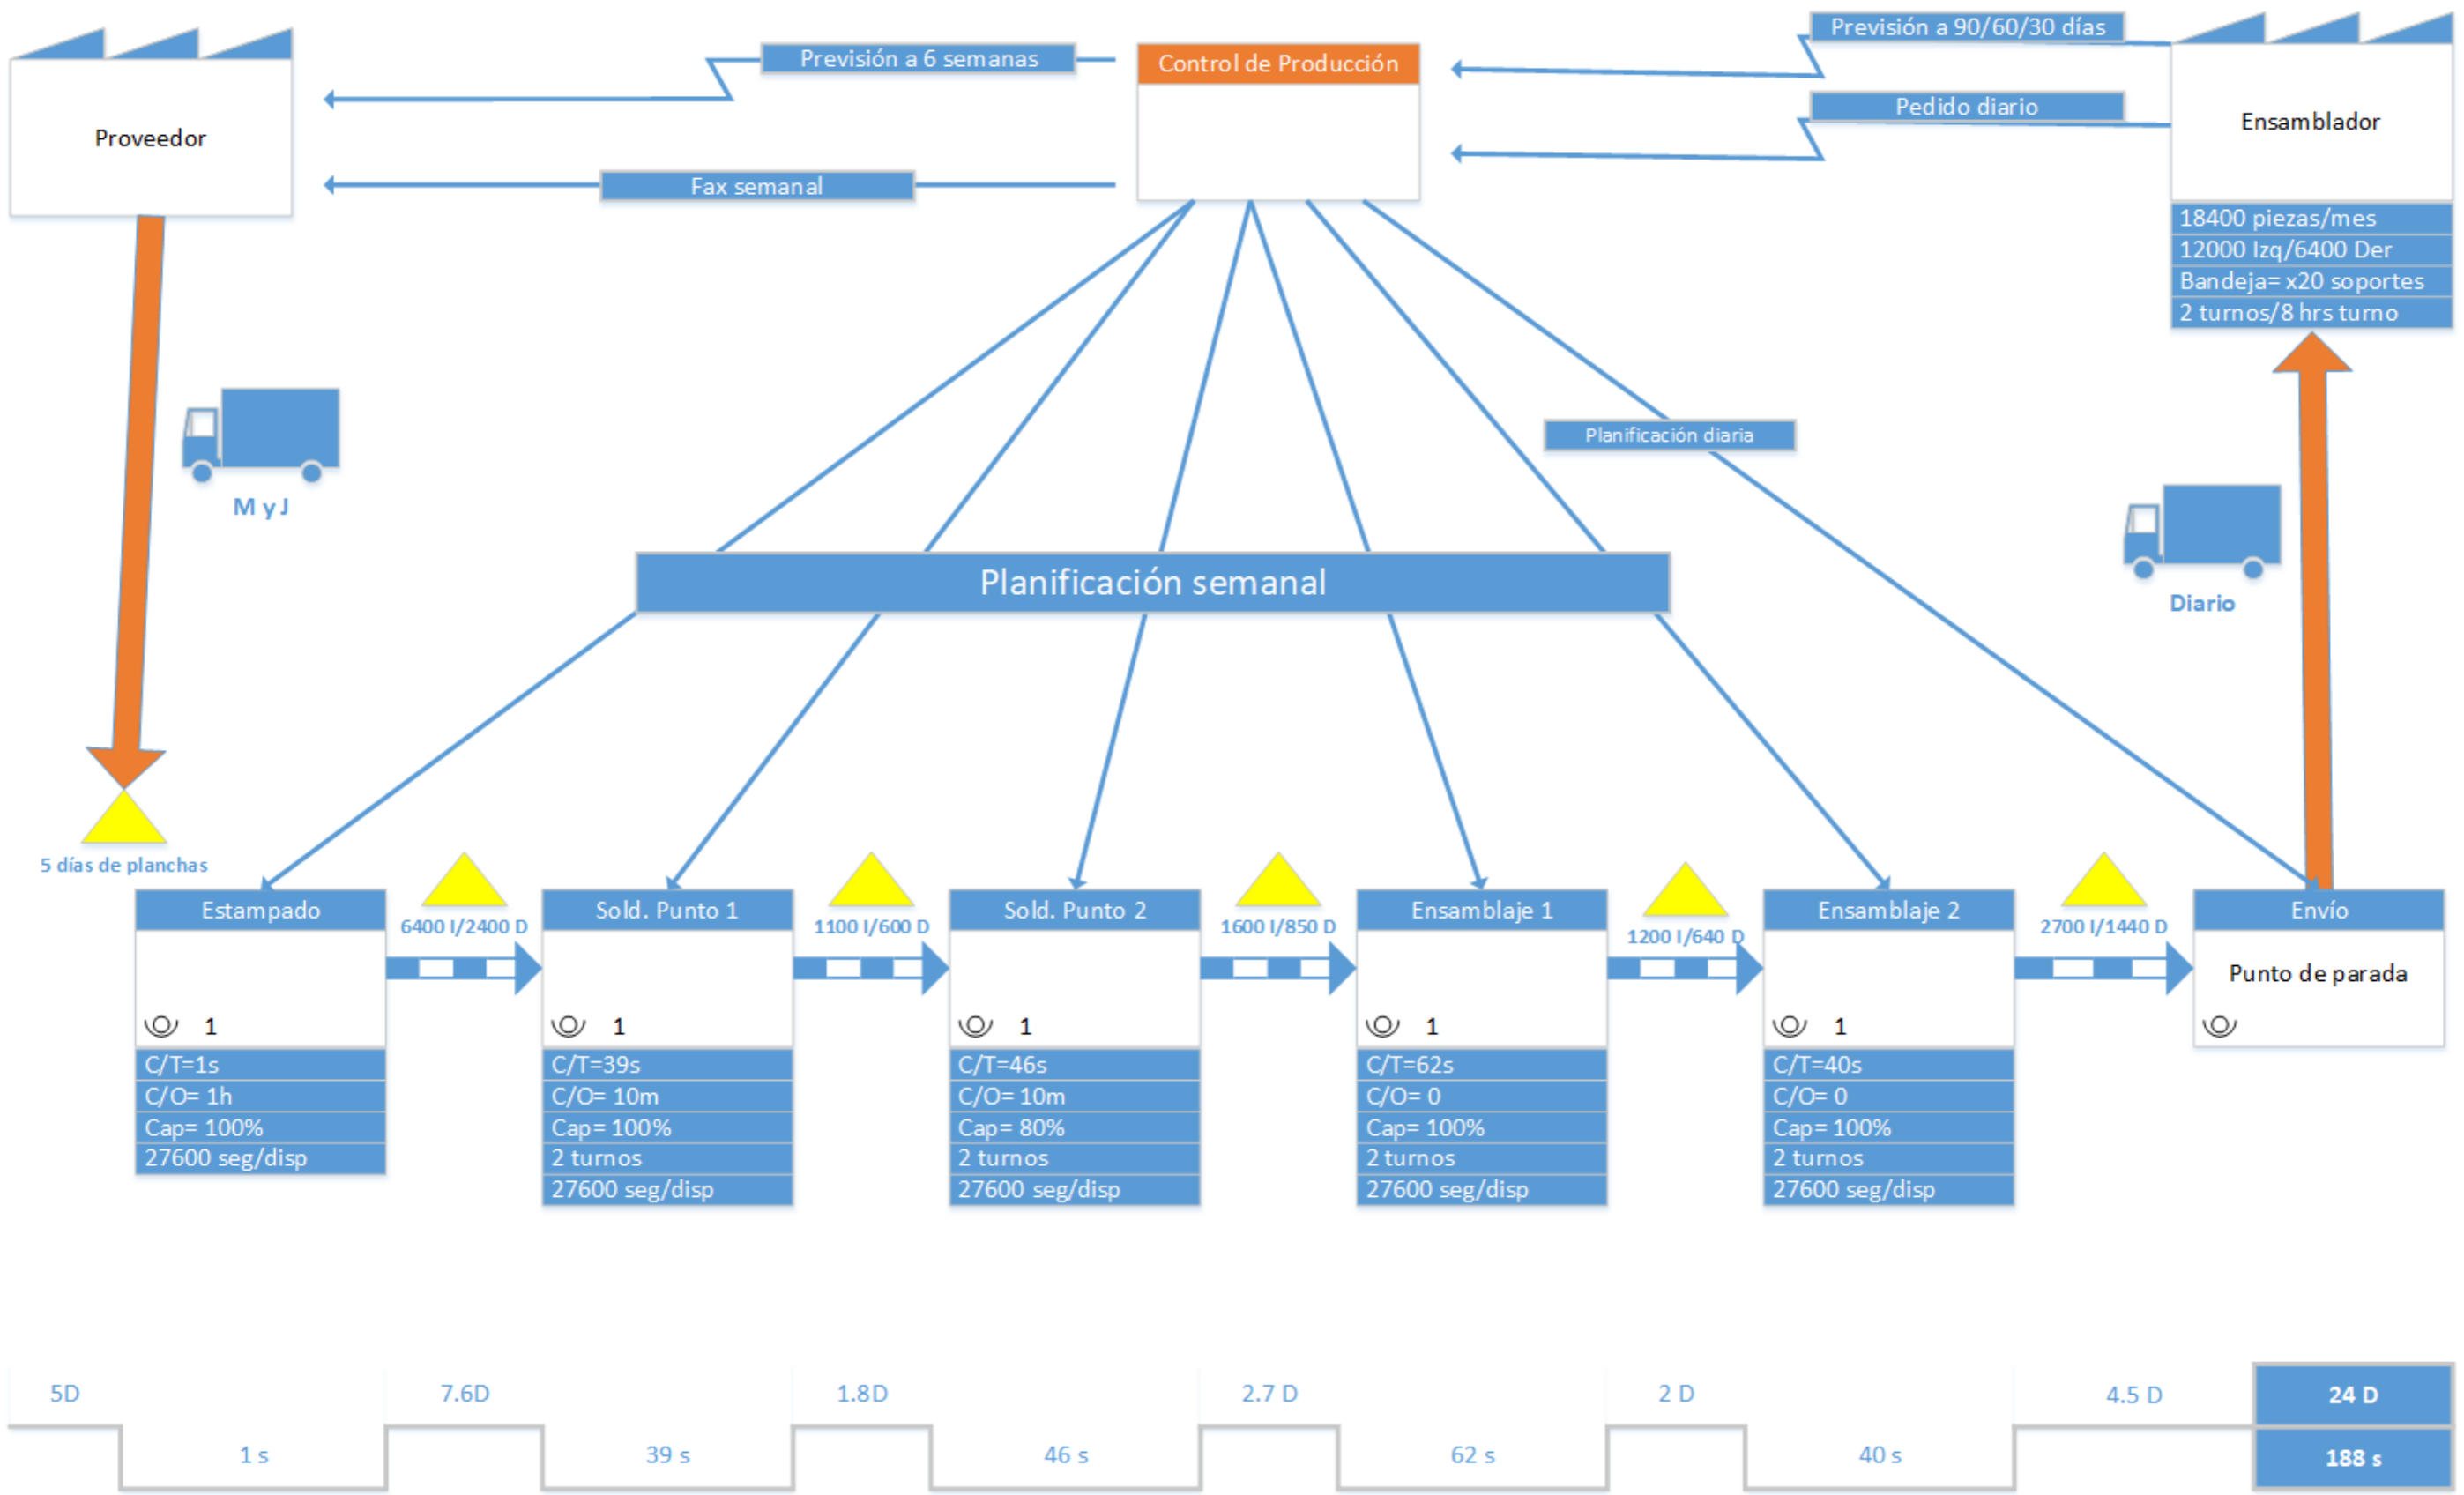 Previsión a 90/60/30 días
Previsión a 6 semanas
Control de Producción
Pedido diario
Proveedor
Ensamblador
Fax semanal
18400 piezas/mes
12000 Izq/6400 Der
Bandeja= x20 soportes
2 turnos/8 hrs turno
Planificación diaria
M y J
Planificación semanal
Diario
5 días de planchas
Estampado
1
C/T=1s
C/O= 1h
Cap= 100%
27600 seg/disp
6400 I/2400 D
Sold. Punto 1
1
C/T=39s
C/O= 10m
Cap= 100%
2 turnos
27600 seg/disp
1100 I/600 D
Sold. Punto 2
1
C/T=46s
C/O= 10m
Cap= 80%
2 turnos
27600 seg/disp
1600 I/850 D
Ensamblaje 1
1
C/T=62s
C/O= 0
Cap= 100%
2 turnos
27600 seg/disp
1200 I/640 D
Ensamblaje 2
1
C/T=40s
C/O= 0
Cap= 100%
2 turnos
27600 seg/disp
2700 I/1440 D
Envío
Punto de parada
5D
7.6D
1.8D
2.7 D
2 D
4.5 D
24 D
1 s
39 s
46 s
62 s
40 s
188 s